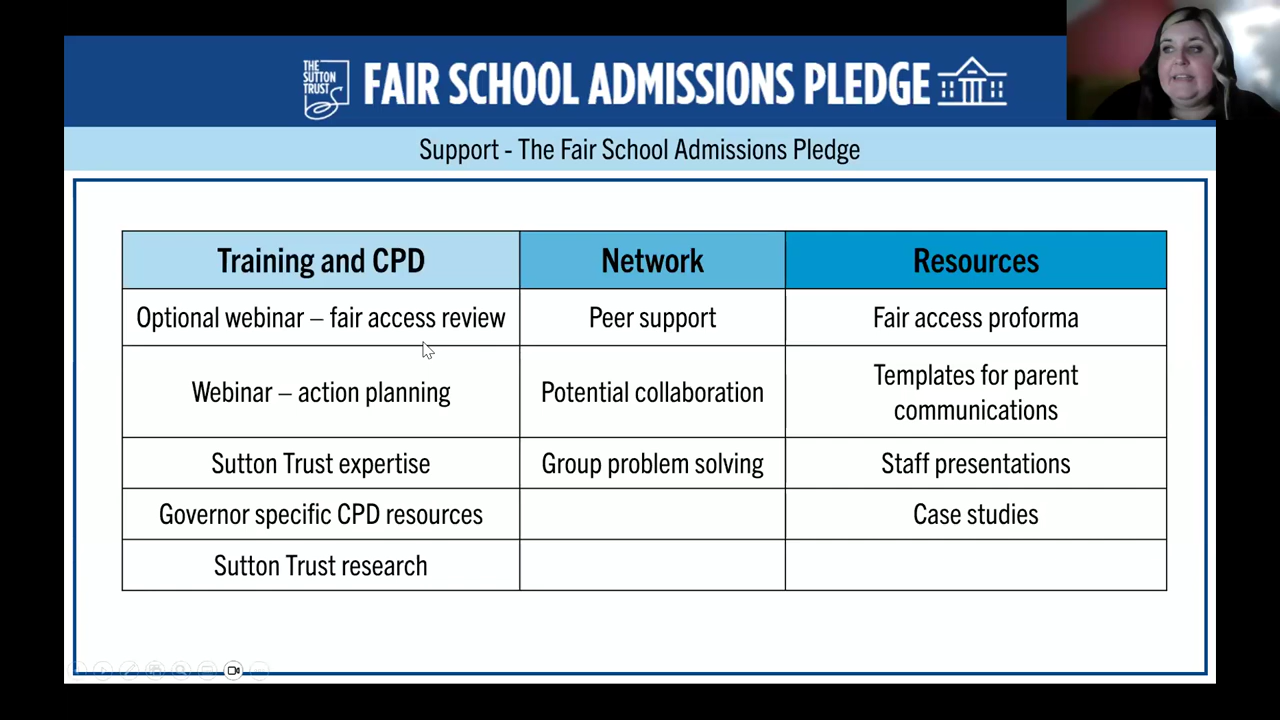 THE
SUTTON
TRUST
FAIR SCHOOL ADMISSIONS PLEDGE
Support - The Fair School Admissions Pledge
Training and CPD
Network
Resources
Optional webinar – fair access review
Peer support
Fair access proforma
Webinar – action planning
Potential collaboration
Templates for parent
communications
Sutton Trust expertise
Group problem solving
Staff presentations
Governor specific CPD resources
Case studies
Sutton Trust research